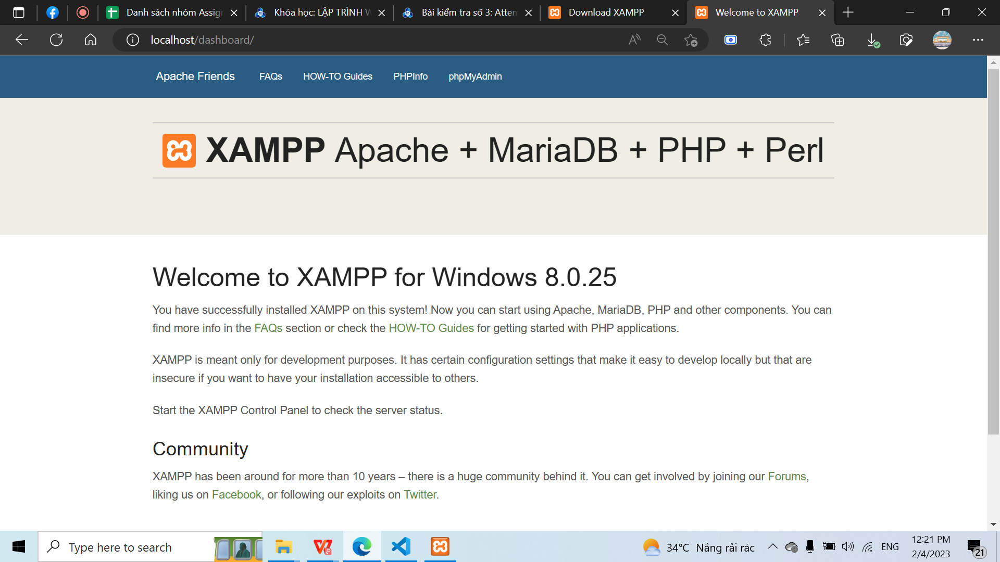 Danh sách nhóm Assig
Khóa học: LẬP TRÌNH W
Bài kiểm tra số 3: Attem
Download XAMPP
Welcome to XAMPP
localhost/dashboard/
Apache Friends
FAQs
HOW-TO Guides
PHPInfo
phpMyAdmin
XAMPP Apache + MariaDB + PHP + Perl
Welcome to XAMPP for Windows 8.0.25
You have successfully installed XAMPP on this system! Now you can start using Apache, MariaDB, PHP and other components. You can
find more info in the FAQs section or check the HOW-TO Guides for getting started with PHP applications.
XAMPP is meant only for development purposes. It has certain configuration settings that make it easy to develop locally but that are
insecure if you want to have your installation accessible to others.
Start the XAMPP Control Panel to check the server status.
Community
XAMPP has been around for more than 10 years – there is a huge community behind it. You can get involved by joining our Forums,
liking us on Facebook, or following our exploits on Twitter.
Type here to search
34°C Nắng rải rác
ENG
12:21 PM
2/4/2023
21